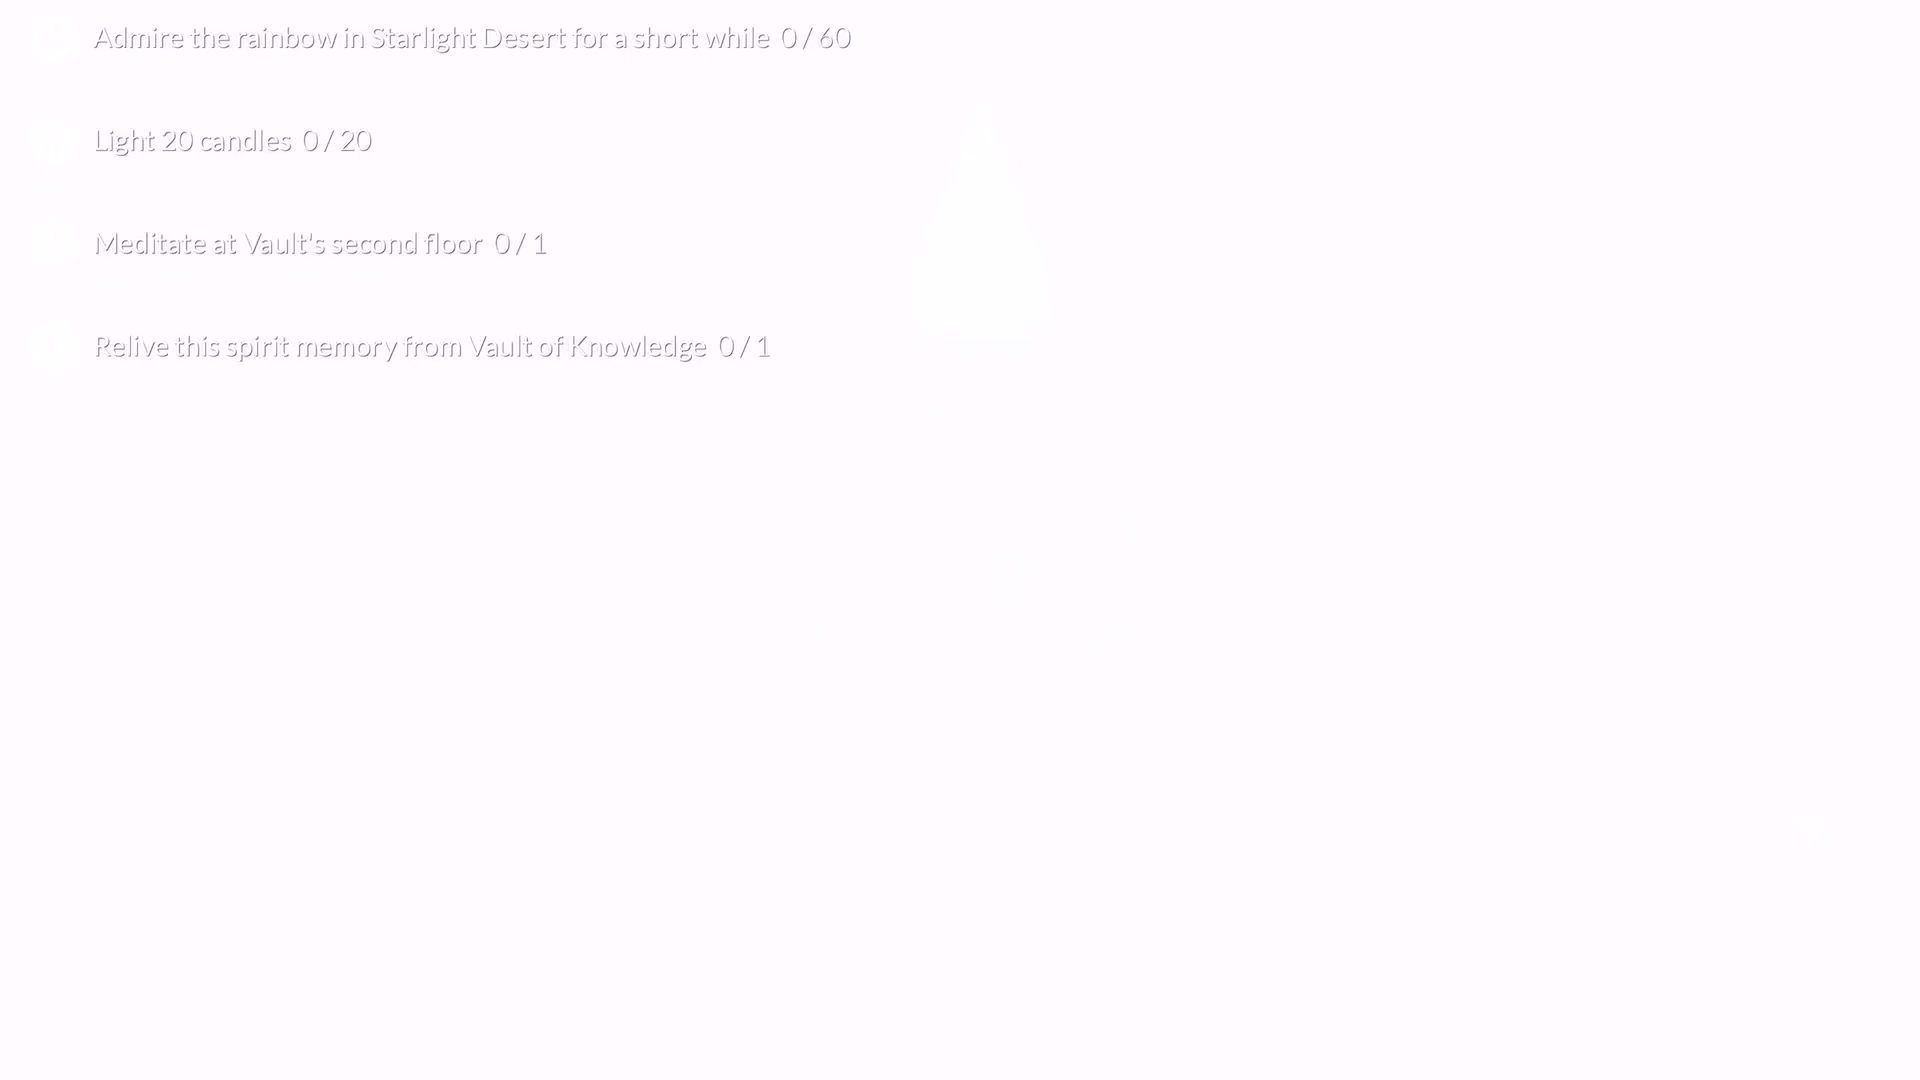 Admire the rainbow in Starlight Desert for a short while 0 / 60
Light 20 candles 0 / 20
Meditate at Vault's second floor 0 / 1
Relive this spirit memory from Vault of Knowledge 0 / 1